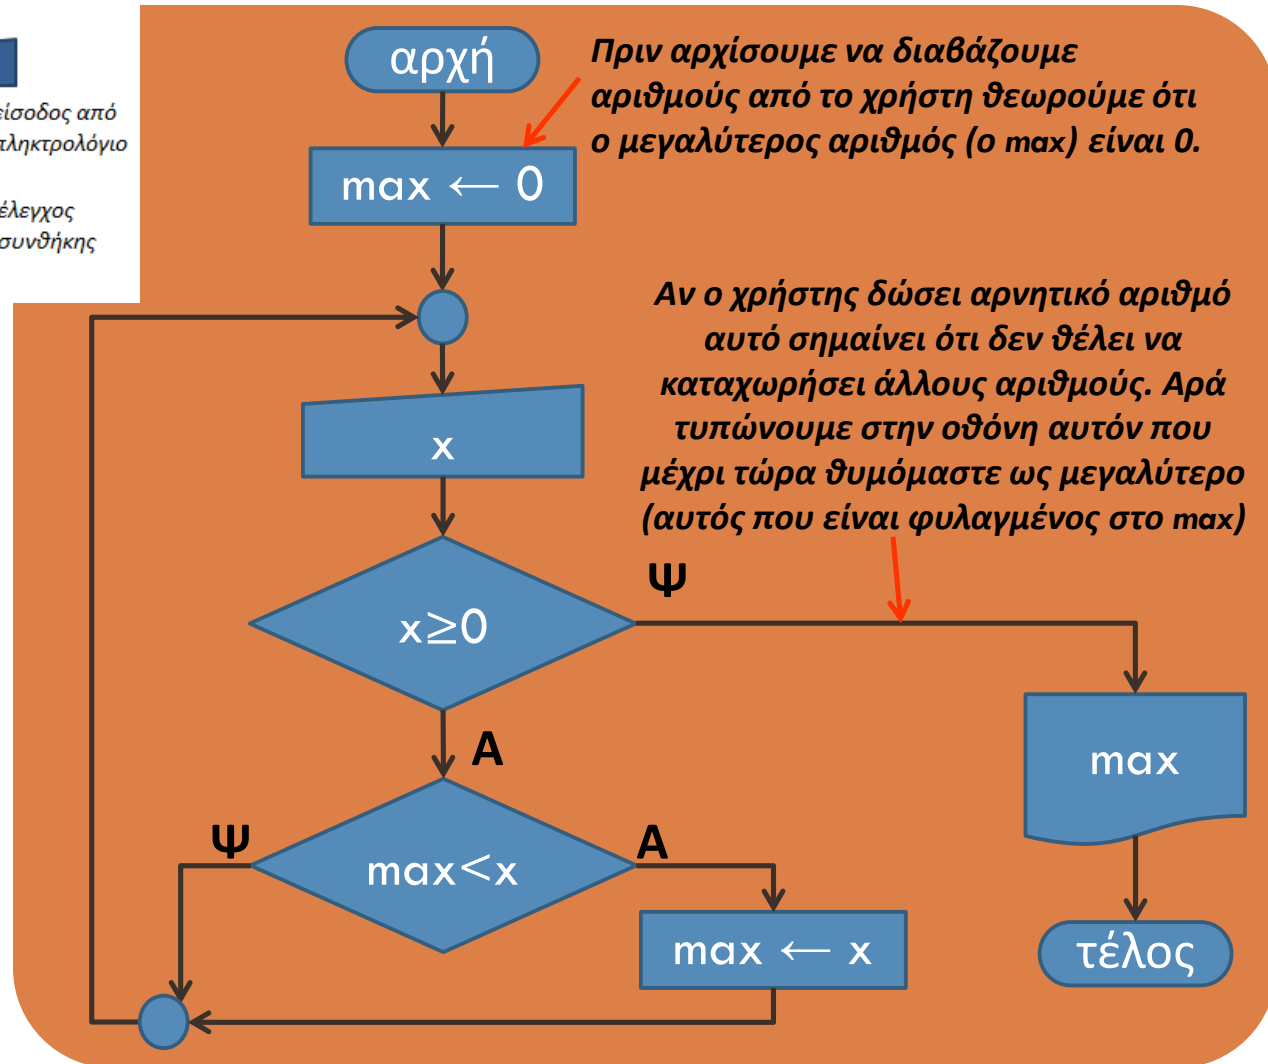 είσοδος από
πληκτρολόγιο
έλεγχος
συνθήκης
αρχή
Πριν αρχίσουμε να διαβάζουμε
αριθμούς από το χρήστη θεωρούμε ότι
ο μεγαλύτερος αριθμός (ο max) είναι 0.
max ← 0
Αν ο χρήστης δώσει αρνητικό αριθμό
αυτό σημαίνει ότι δεν θέλει να
καταχωρήσει άλλους αριθμούς. Αρά
τυπώνουμε στην οθόνη αυτόν που
μέχρι τώρα θυμόμαστε ως μεγαλύτερο
(αυτός που είναι φυλαγμένος στο max)
x
Ψ
x≥0
Α
max
Ψ
max<x
Α
max ← x
τέλος